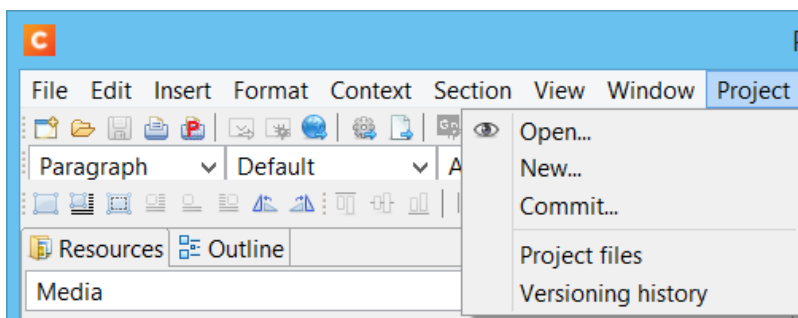 C
File Edit Insert Format Context Section View Window Project
Open...
Paragraph Default
New...
Commit...
Resources Outline
Project files
Media
Versioning history